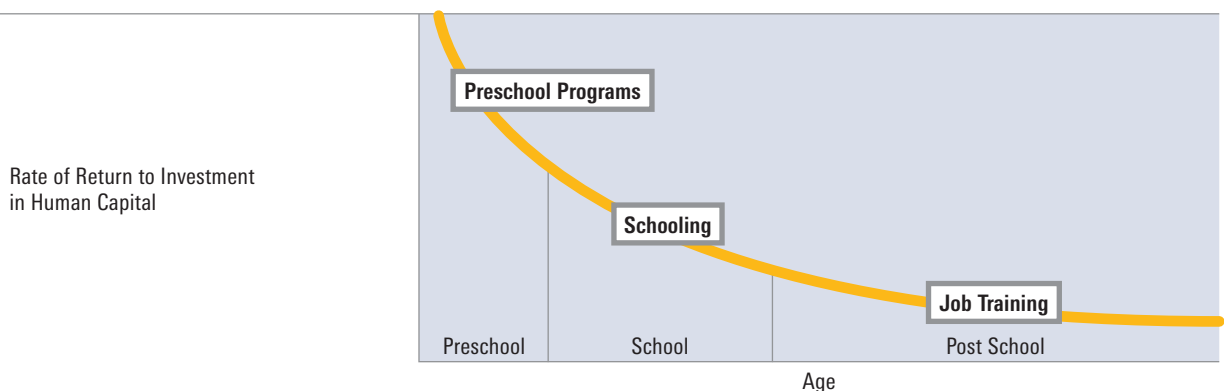 Preschool Programs
Rate of Return to Investment
in Human Capital
Schooling
Job Training
Preschool
School
Post School
Age